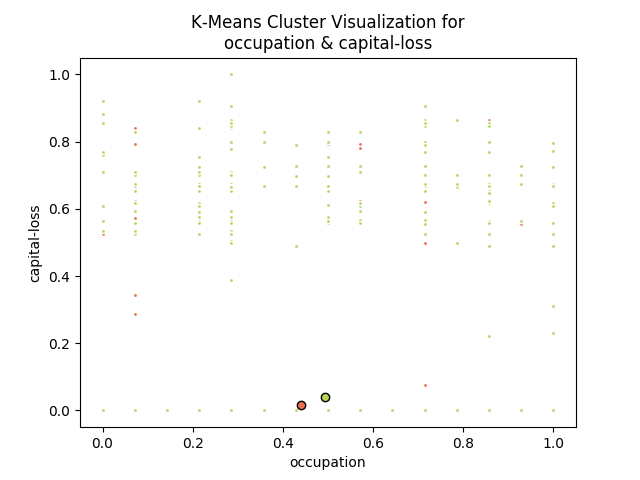 K-Means Cluster Visualization for
occupation & capital-loss
1.0
0.8
0.6
0.4
0.2
0.0
capital-loss
0.0 0.2 0.4 0.6 0.8 1.0
occupation